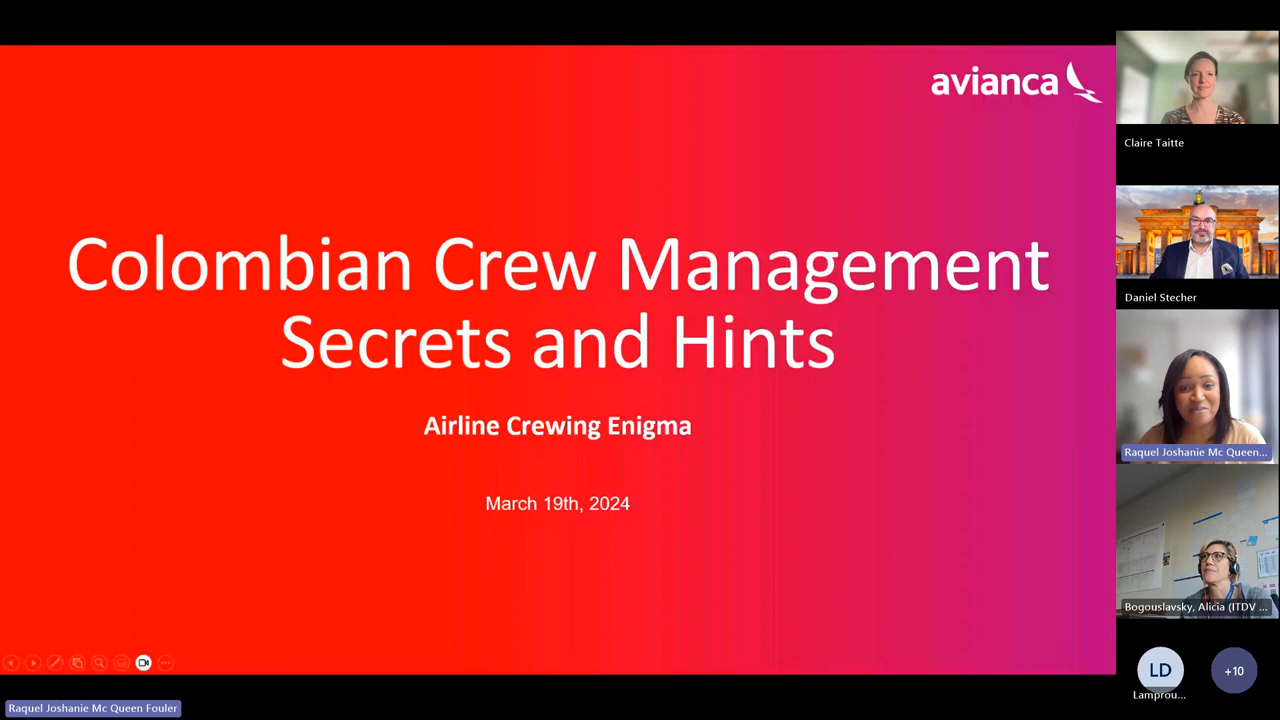 avianca
Colombian Crew Management
Secrets and Hints
Airline Crewing Enigma
March 19th, 2024
Raquel Joshanie Mc Queen Fouler
Claire Taitte
Daniel Stecher
Raquel Joshanie Mc Queen...
Bogouslavsky, Alicia (ITDV ...
LD
Lamprou...
+10